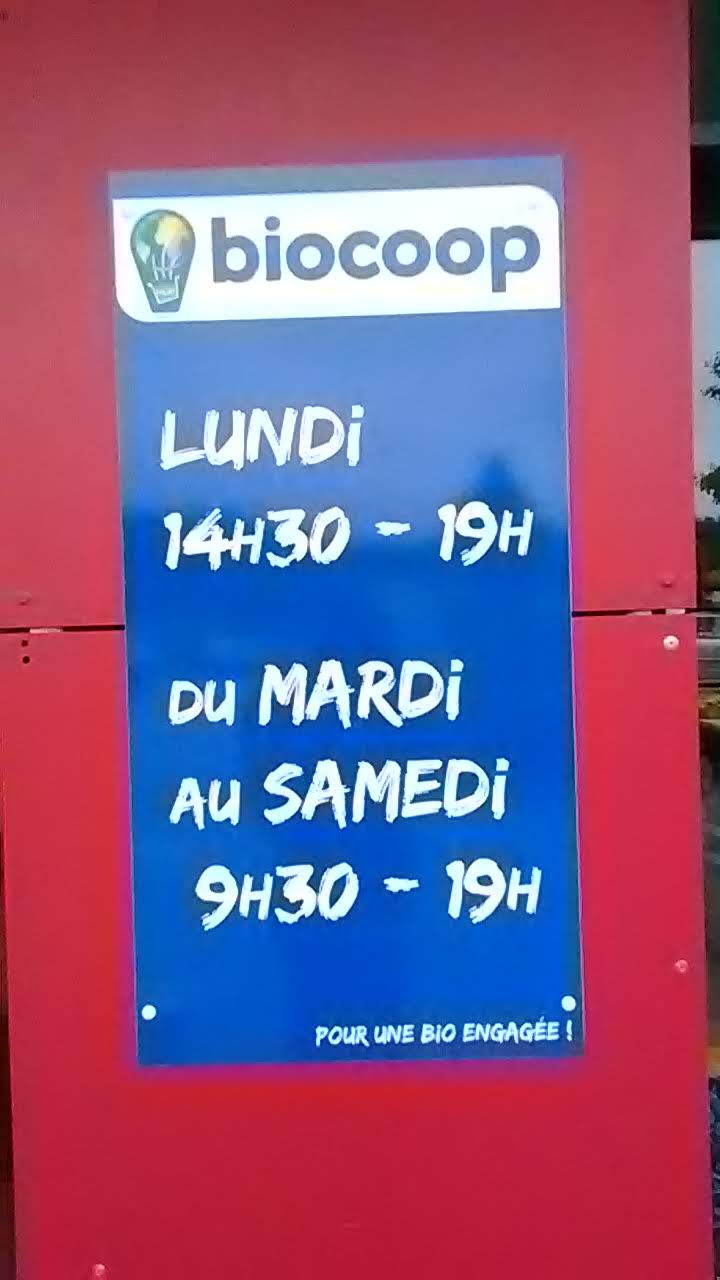 biocoop
LUNDi
14H30 - 19H
DU MARDi
AU SAMEDi
9H30 - 19H
POUR UNE BiO ENGAGÉE !